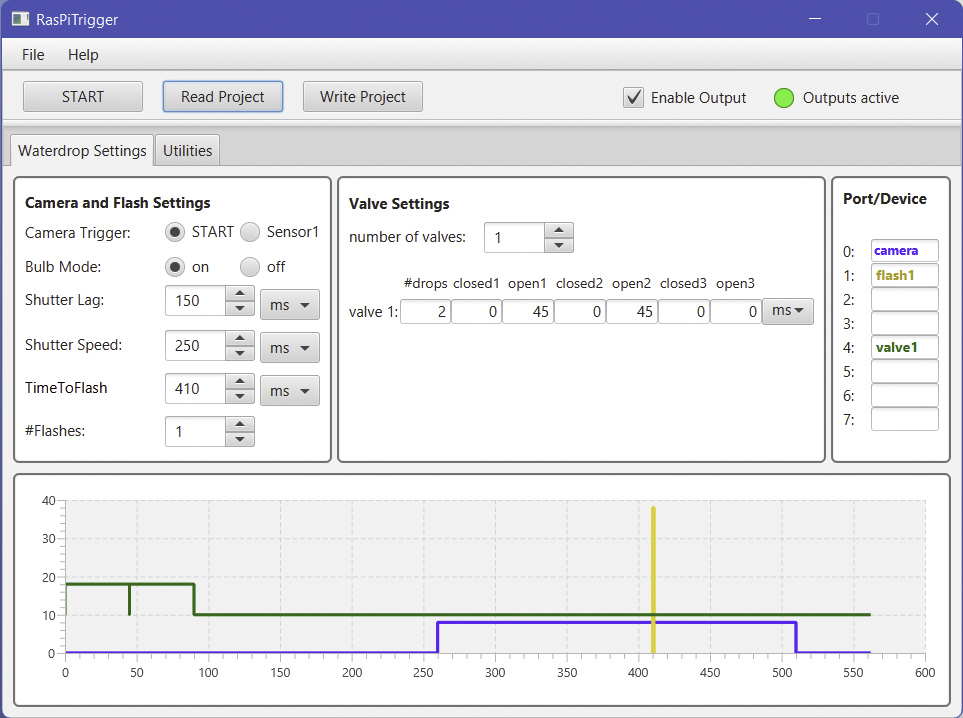 RasPiTrigger
File Help
START Read Project Write Project Enable Output Outputs active
Waterdrop Settings Utilities
Camera and Flash Settings
Camera Trigger: START Sensor1
Bulb Mode: on off
Shutter Lag: 150 ms
Shutter Speed: 250 ms
TimeToFlash 410 ms
#Flashes: 1
Valve Settings
number of valves: 1
#drops closed1 open1 closed2 open2 closed3 open3
valve 1: 2 0 45 0 45 0 0 ms
Port/Device
0: camera
1: flash1
2:
3:
4: valve1
5:
6:
7:
40
30
20
10
0
0 50 100 150 200 250 300 350 400 450 500 550 600